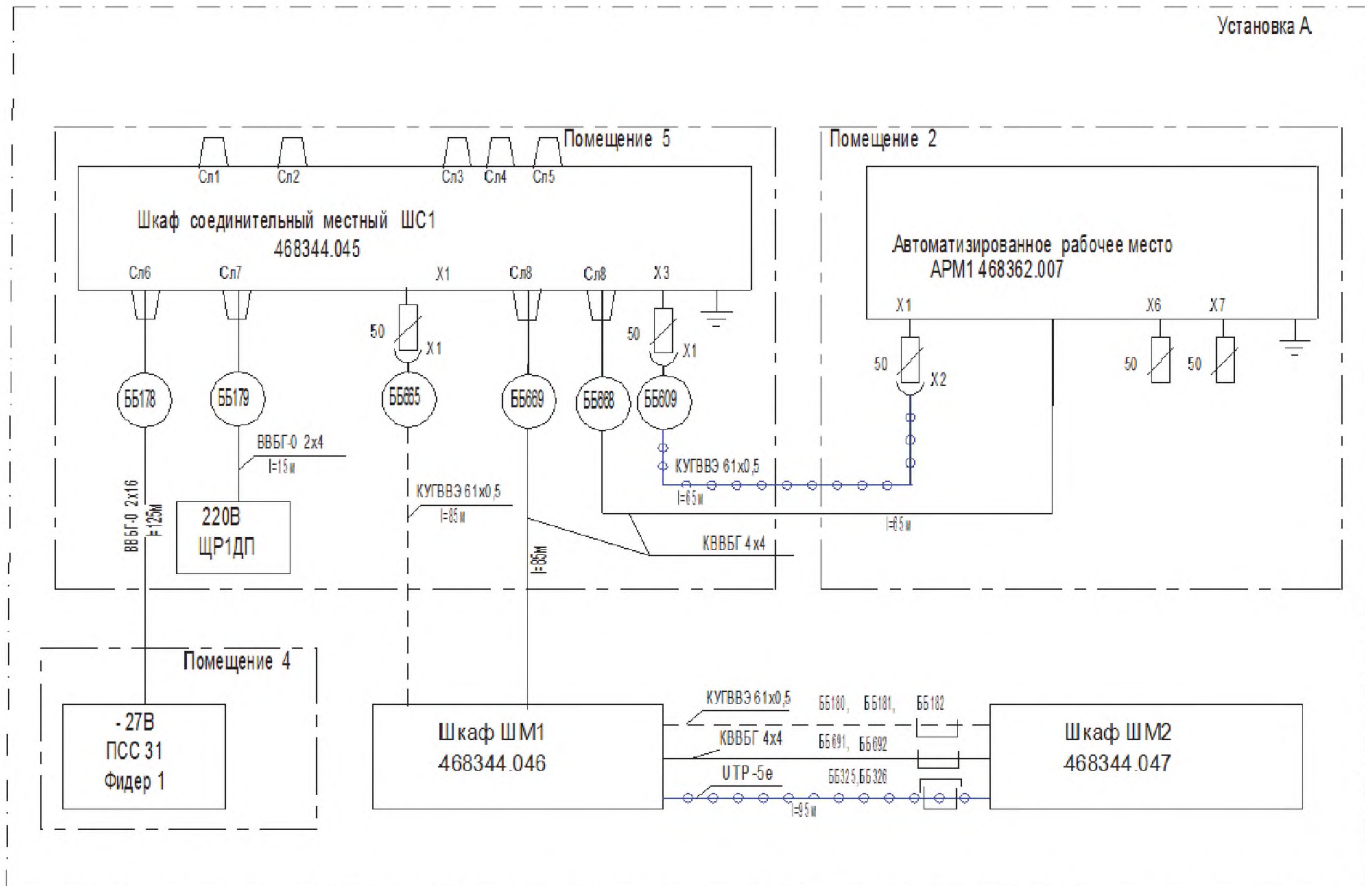 Установка А
Помещение 5
Помещение 2
Сл1
Сл2
Сл3
Сл4
Сл5
Шкаф соединительный местный ШС1
468344.045
Сл6
Сл7
Х1
Сл8
Сл8
Х3
Автоматизированное рабочее место
АРМ1 468362.007
Х1
Х6
Х7
50
Х1
50
Х1
50
Х2
50
50
ББ178
ББ179
ББ665
ББ669
ББ668
ББ609
ВВБГ-0 2х4
l=15м
КУГВВЭ 61х0,5
l=65м
КУГВВЭ 61х0,5
l=85м
l=65м
ВВБГ-0 2х16
l=125м
220В
ЩР1ДП
КВВБГ 4х4
l=85м
Помещение 4
- 27В
ПСС 31
Фидер 1
Шкаф ШМ1
468344.046
КУГВВЭ 61х0,5
ББ180, ББ181, ББ182
КВВБГ 4х4
ББ691, ББ692
UTP-5e
ББ325,ББ326
l=95м
Шкаф ШМ2
468344.047